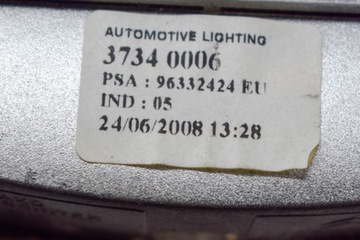 AUTOMOTIVE LIGHTING
3734 0006
PSA : 96332424 EU
IND : 05
24/06/2008 13:28